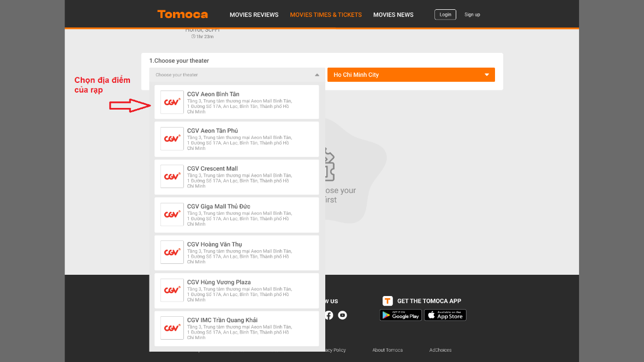 Tomoca
MOVIES REVIEWS
MOVIES TIMES & TICKETS
MOVIES NEWS
Login
Sign up
1.Choose your theater
Choose your theater
Ho Chi Minh City
Chọn địa điểm
của rạp
CGV
CGV Aeon Bình Tân
Tầng 3, Trung tâm thương mại Aeon Mall Bình Tân,
1 Đường Số 17A, An Lạc, Bình Tân, Thành phố Hồ
Chí Minh
CGV
CGV Aeon Tân Phú
Tầng 3, Trung tâm thương mại Aeon Mall Bình Tân,
1 Đường Số 17A, An Lạc, Bình Tân, Thành phố Hồ
Chí Minh
CGV
CGV Crescent Mall
Tầng 3, Trung tâm thương mại Aeon Mall Bình Tân,
1 Đường Số 17A, An Lạc, Bình Tân, Thành phố Hồ
Chí Minh
CGV
CGV Giga Mall Thủ Đức
Tầng 3, Trung tâm thương mại Aeon Mall Bình Tân,
1 Đường Số 17A, An Lạc, Bình Tân, Thành phố Hồ
Chí Minh
CGV
CGV Hoàng Văn Thụ
Tầng 3, Trung tâm thương mại Aeon Mall Bình Tân,
1 Đường Số 17A, An Lạc, Bình Tân, Thành phố Hồ
Chí Minh
CGV
CGV Hùng Vương Plaza
Tầng 3, Trung tâm thương mại Aeon Mall Bình Tân,
1 Đường Số 17A, An Lạc, Bình Tân, Thành phố Hồ
Chí Minh
CGV
CGV IMC Trần Quang Khải
Tầng 3, Trung tâm thương mại Aeon Mall Bình Tân,
1 Đường Số 17A, An Lạc, Bình Tân, Thành phố Hồ
Chí Minh
ose your
irst
W US
T
GET THE TOMOCA APP
Google Play
App Store
acy Policy
About Tomoca
AdChoices